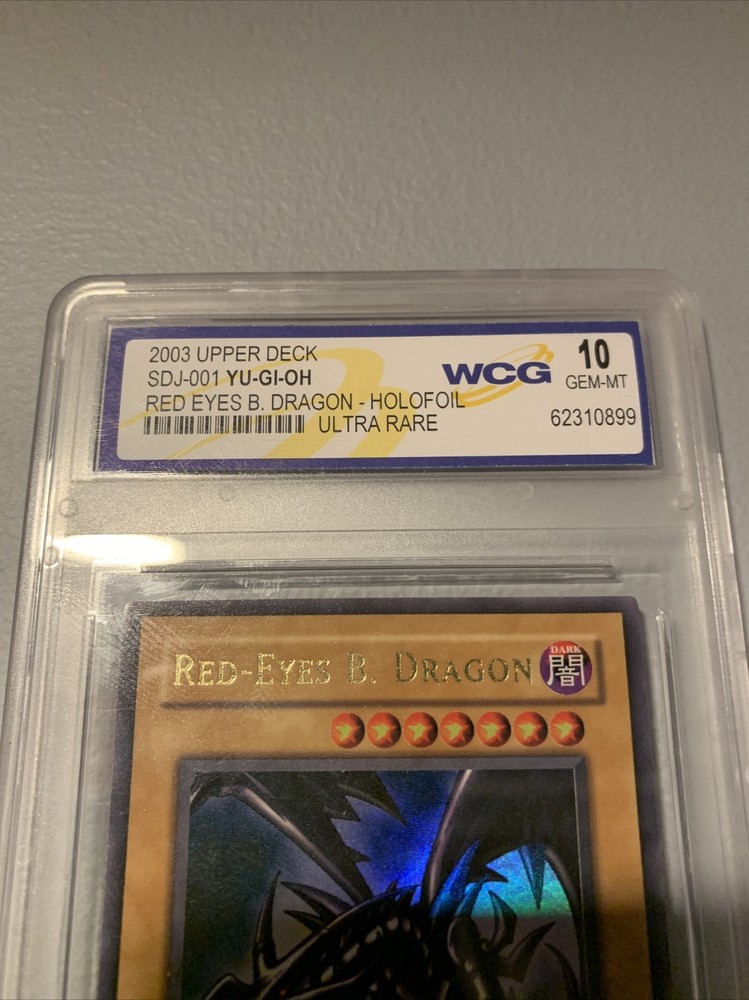 2003 UPPER DECK
SDJ-001 YU-GI-OH
RED EYES B. DRAGON - HOLOFOIL
ULTRA RARE
WCG
10
GEM-MT
62310899
RED-EYES B. DRAGON
DARK
闇